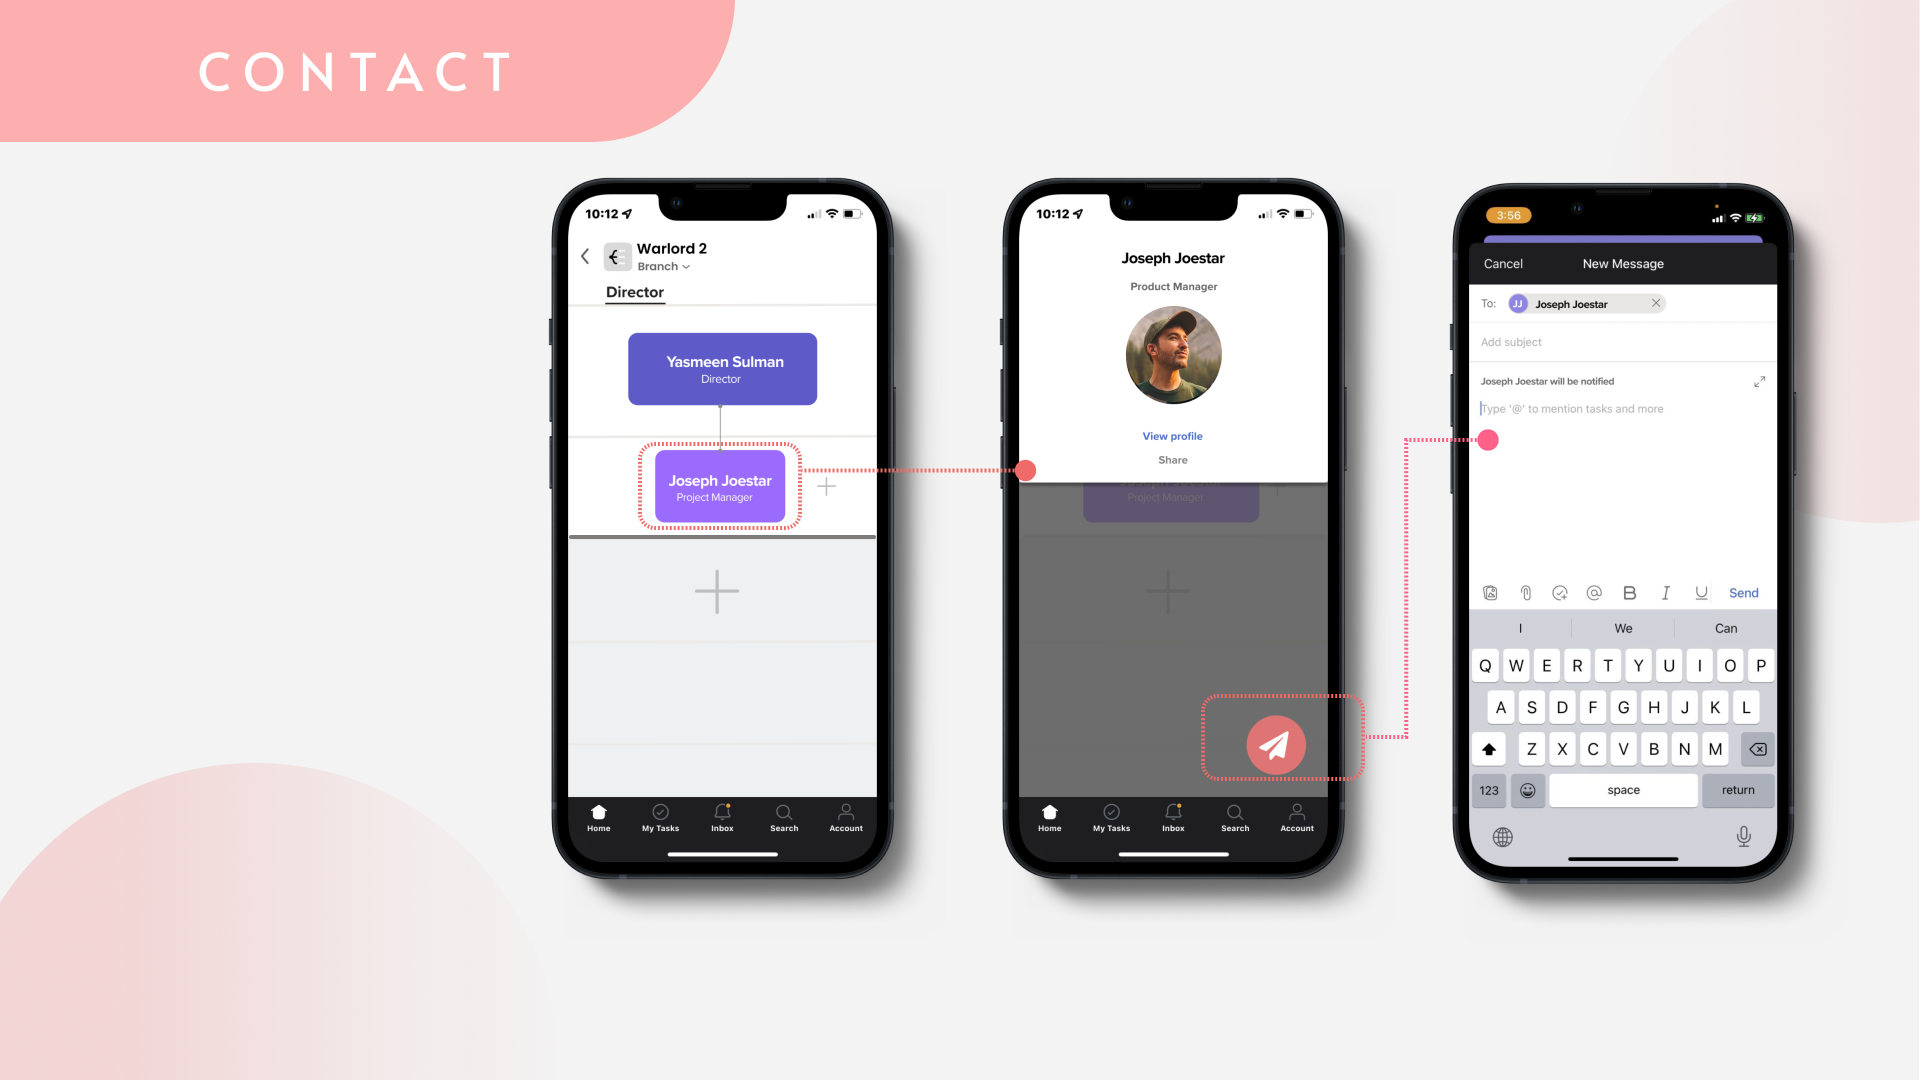 CONTACT
10:12
Warlord 2
Branch
Director
Yasmeen Sulman
Director
Joseph Joestar
Project Manager
Home
My Tasks
Inbox
Search
Account
10:12
Joseph Joestar
Product Manager
View profile
Share
Project Manager
Home
My Tasks
Inbox
Search
Account
3:56
Cancel
New Message
To:
JJ
Joseph Joestar
Add subject
Joseph Joestar will be notified
Type '@' to mention tasks and more
B I U Send
I We Can
Q W E R T Y U I O P
A S D F G H J K L
Z X C V B N M
123 space return